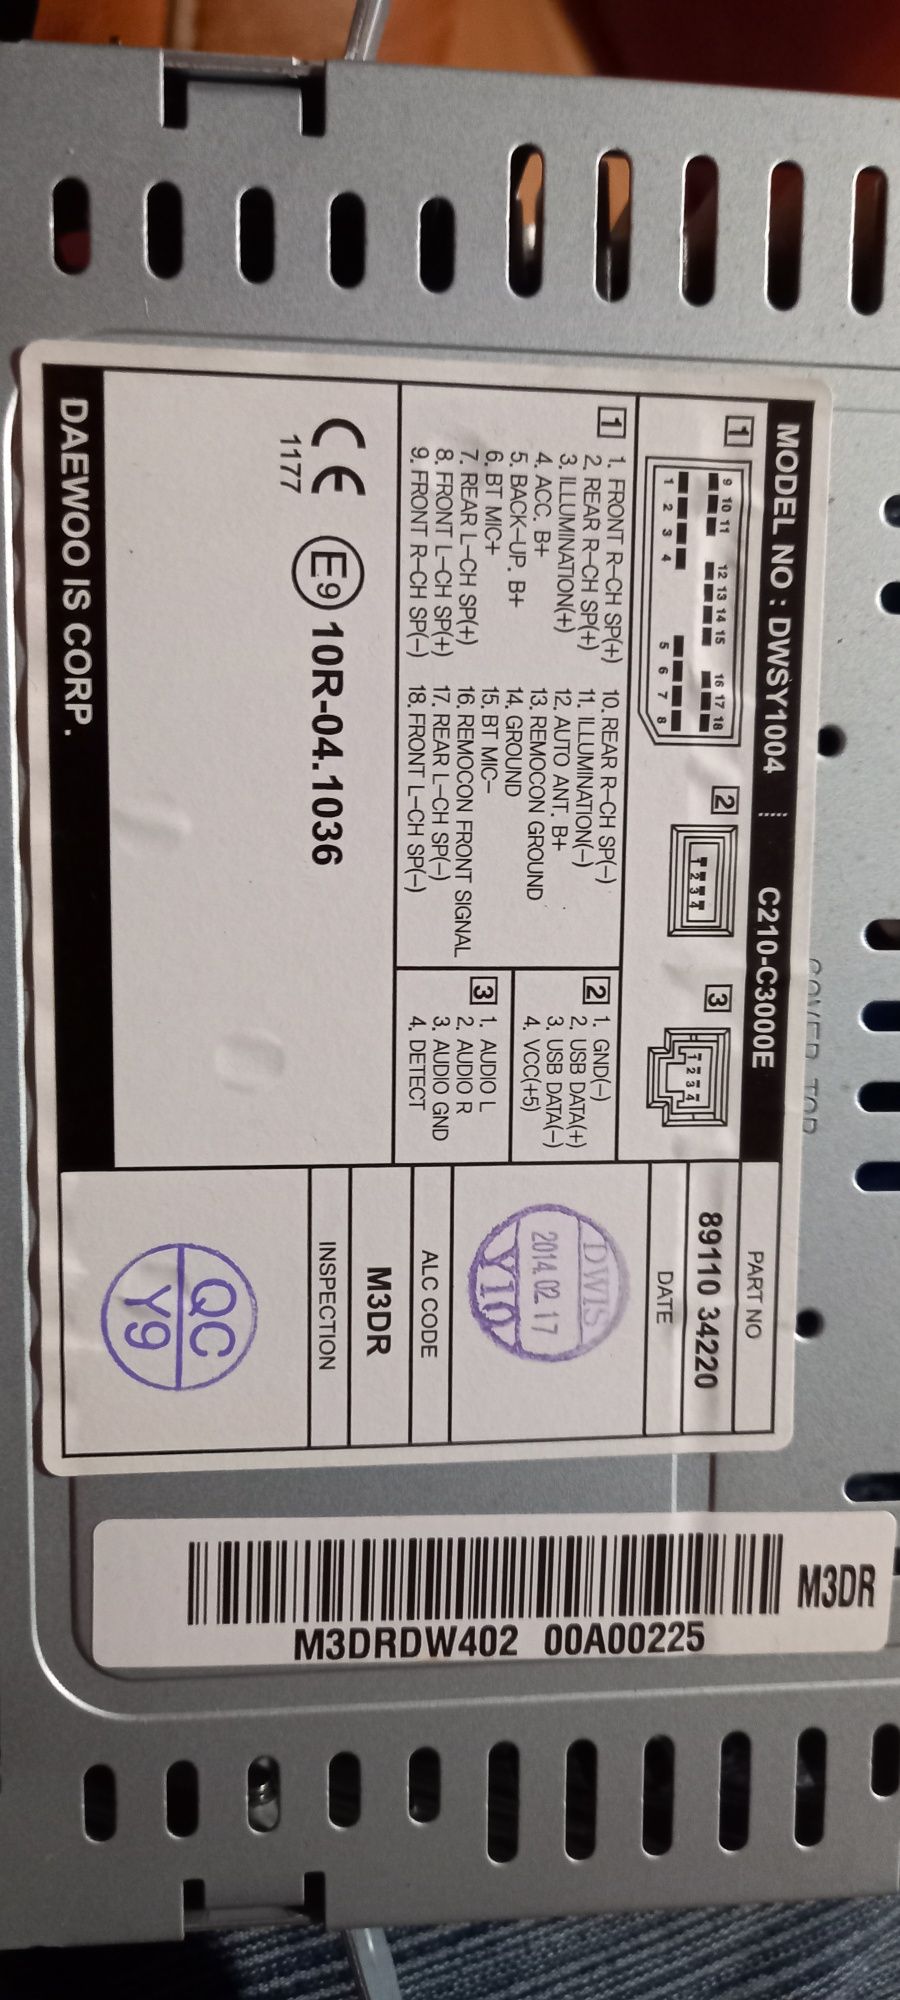 COVER TOP
MODEL NO : DWSY1004 C210-C3000E
PART NO
89110 34220
DATE
DWIS
2014.02.17
Y10
ALC CODE
M3DR
INSPECTION
QC
Y9
1
9 10 11 12 13 14 15 16 17 18
1 2 3 4 5 6 7 8
2
1 2 3 4
3
1 2 3 4
1
1. FRONT R-CH SP(+)
2. REAR R-CH SP(+)
3. ILLUMINATION(+)
4. ACC. B+
5. BACK-UP. B+
6. BT MIC+
7. REAR L-CH SP(+)
8. FRONT L-CH SP(+)
9. FRONT R-CH SP(-)
10. REAR R-CH SP(-)
11. ILLUMINATION(-)
12. AUTO ANT. B+
13. REMOCON GROUND
14. GROUND
15. BT MIC-
16. REMOCON FRONT SIGNAL
17. REAR L-CH SP(-)
18. FRONT L-CH SP(-)
2
1. GND(-)
2. USB DATA(+)
3. USB DATA(-)
4. VCC(+5)
3
1. AUDIO L
2. AUDIO R
3. AUDIO GND
4. DETECT
CE
1177
E9 10R-04.1036
DAEWOO IS CORP.
M3DR
M3DRDW402 00A00225